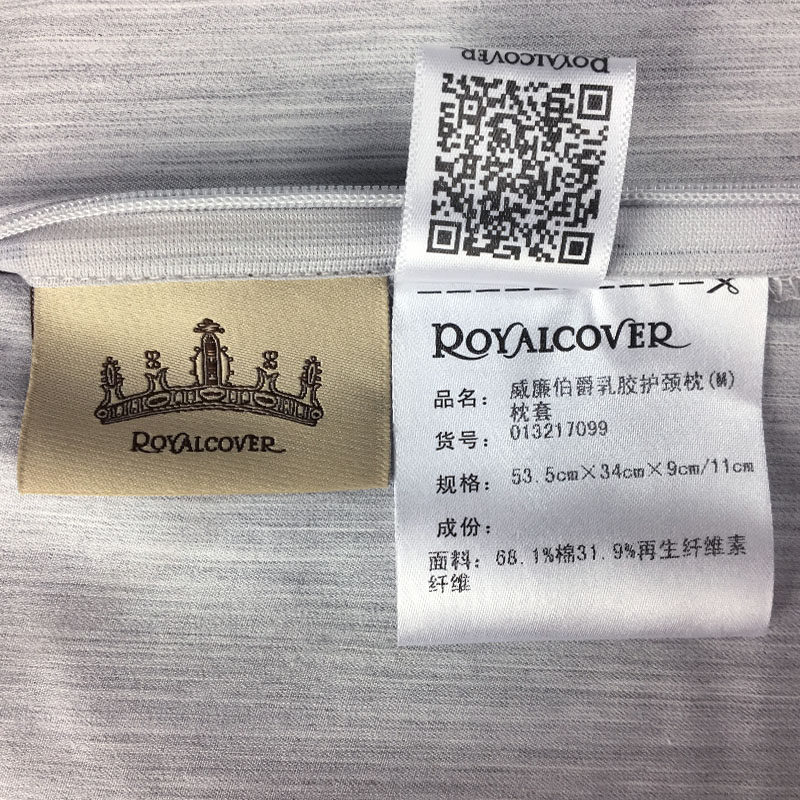 ROYALCOVER
ROYALCOVER
ROYALCOVER
品名：威廉伯爵乳胶护颈枕(M)
枕套
货号：013217099
规格：53.5cm×34cm×9cm/11cm
成份：
面料：68.1%棉31.9%再生纤维素
纤维